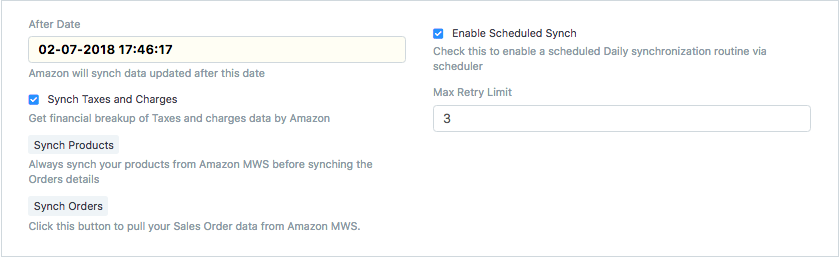 After Date
02-07-2018 17:46:17
Amazon will synch data updated after this date
Synch Taxes and Charges
Get financial breakup of Taxes and charges data by Amazon
Synch Products
Always synch your products from Amazon MWS before synching the
Orders details
Synch Orders
Click this button to pull your Sales Order data from Amazon MWS.
Enable Scheduled Synch
Check this to enable a scheduled Daily synchronization routine via
scheduler
Max Retry Limit
3